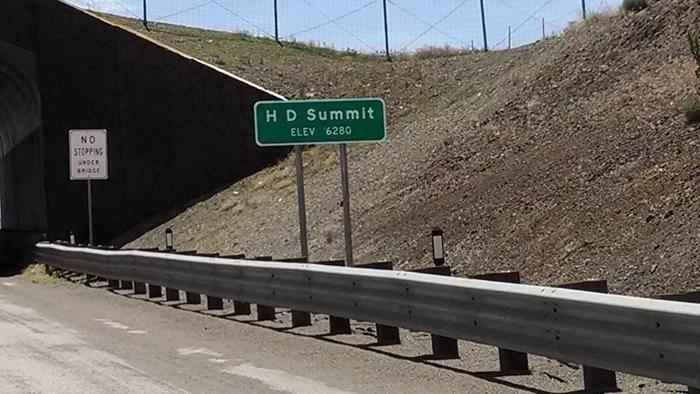 NO
STOPPING
UNDER
BRIDGE
H D Summit
ELEV 6280